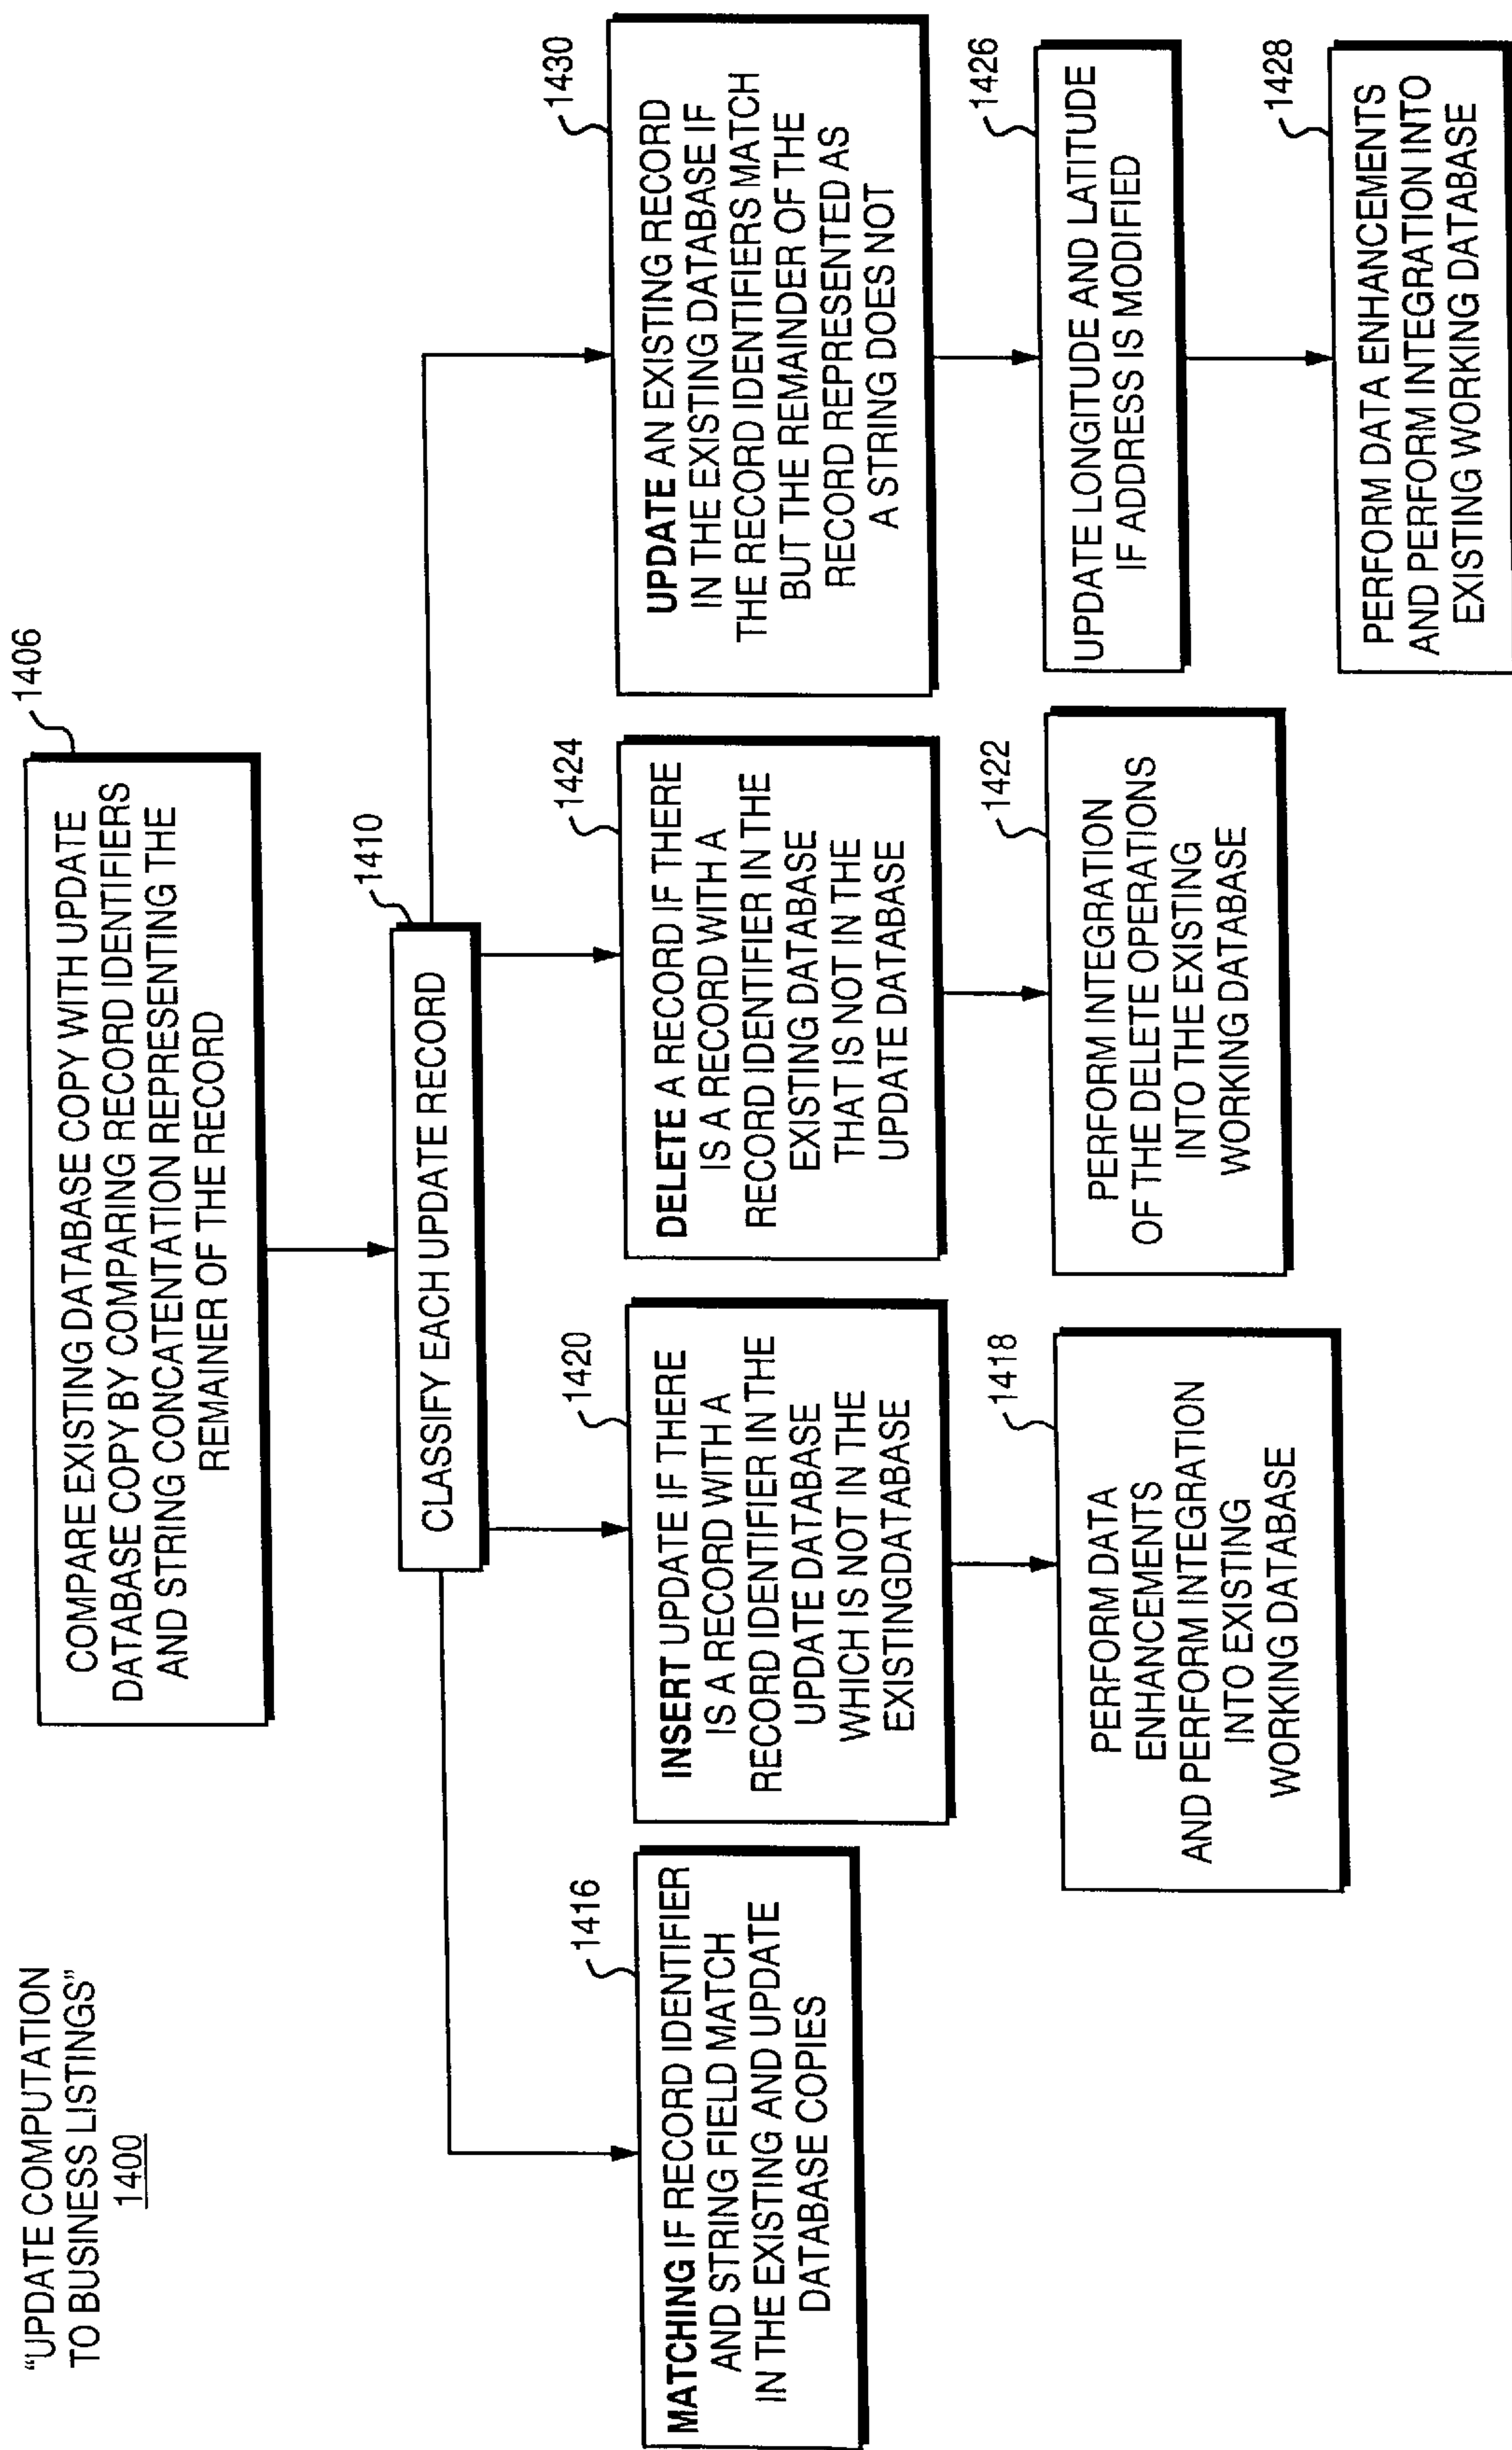 "UPDATE COMPUTATION
TO BUSINESS LISTINGS"
1400
1406
COMPARE EXISTING DATABASE COPY WITH UPDATE
DATABASE COPY BY COMPARING RECORD IDENTIFIERS
AND STRING CONCATENTATION REPRESENTING THE
REMAINER OF THE RECORD
1410
CLASSIFY EACH UPDATE RECORD
1416
MATCHING IF RECORD IDENTIFIER
AND STRING FIELD MATCH
IN THE EXISTING AND UPDATE
DATABASE COPIES
1420
INSERT UPDATE IF THERE
IS A RECORD WITH A
RECORD IDENTIFIER IN THE
UPDATE DATABASE
WHICH IS NOT IN THE
EXISTINGDATABASE
1424
DELETE A RECORD IF THERE
IS A RECORD WITH A
RECORD IDENTIFIER IN THE
EXISTING DATABASE
THAT IS NOT IN THE
UPDATE DATABASE
1430
UPDATE AN EXISTING RECORD
IN THE EXISTING DATABASE IF
THE RECORD IDENTIFIERS MATCH
BUT THE REMAINDER OF THE
RECORD REPRESENTED AS
A STRING DOES NOT
1418
PERFORM DATA
ENHANCEMENTS
AND PERFORM INTEGRATION
INTO EXISTING
WORKING DATABASE
1422
PERFORM INTEGRATION
OF THE DELETE OPERATIONS
INTO THE EXISTING
WORKING DATABASE
1426
UPDATE LONGITUDE AND LATITUDE
IF ADDRESS IS MODIFIED
1428
PERFORM DATA ENHANCEMENTS
AND PERFORM INTEGRATION INTO
EXISTING WORKING DATABASE